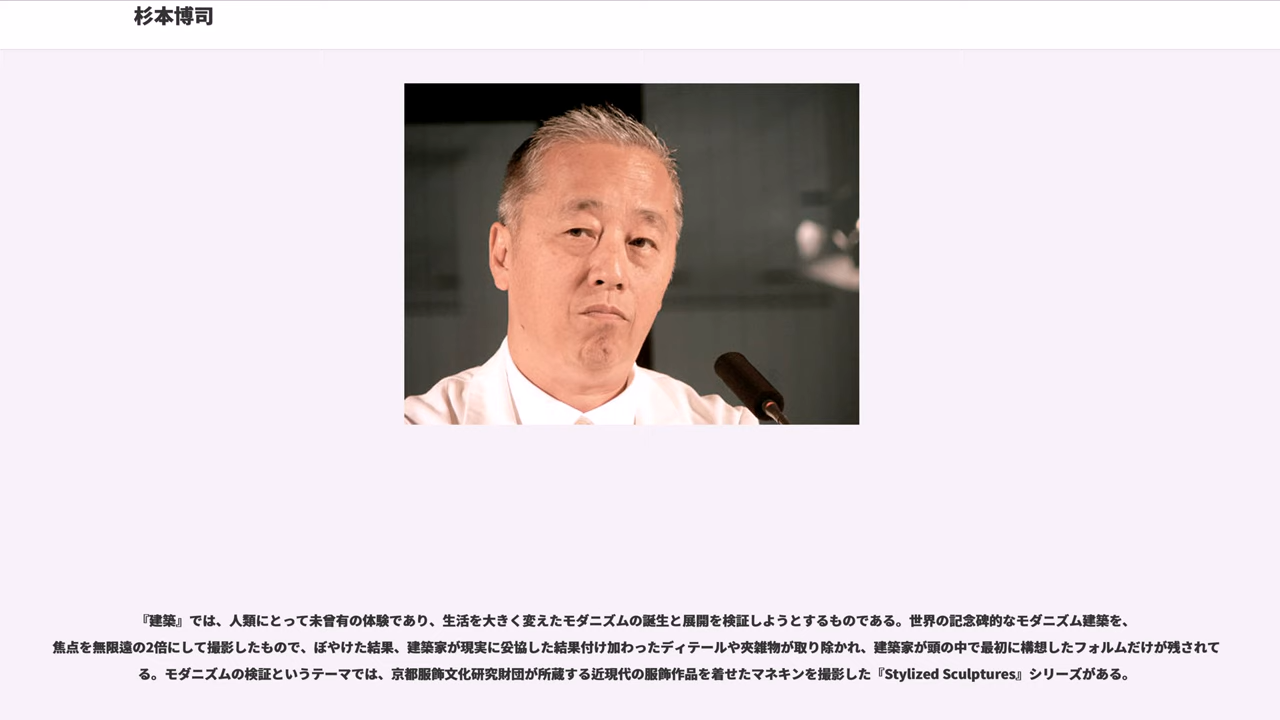 杉本博司
『建築』では、人類にとって未曾有の体験であり、生活を大きく変えたモダニズムの誕生と展開を検証しようとするものである。世界の記念碑的なモダニズム建築を、
焦点を無限遠の2倍にして撮影したもので、ぼやけた結果、建築家が現実に妥協した結果付け加わったディテールや夾雑物が取り除かれ、建築家が頭の中で最初に構想したフォルムだけが残されて
る。モダニズムの検証というテーマでは、京都服飾文化研究財団が所蔵する近現代の服飾作品を着せたマネキンを撮影した『Stylized Sculptures』シリーズがある。